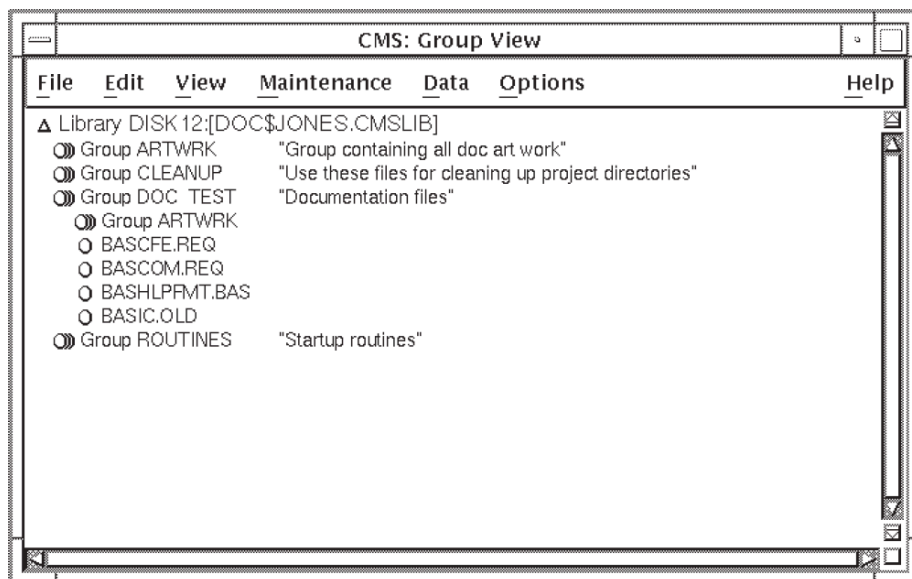 CMS: Group View
File Edit View Maintenance Data Options Help
Library DISK12:[DOC$JONES.CMSLIB]
Group ARTWRK "Group containing all doc art work"
Group CLEANUP "Use these files for cleaning up project directories"
Group DOC TEST "Documentation files"
Group ARTWRK
BASCFE.REQ
BASCOM.REQ
BASHLPFMT.BAS
BASIC.OLD
Group ROUTINES "Startup routines"